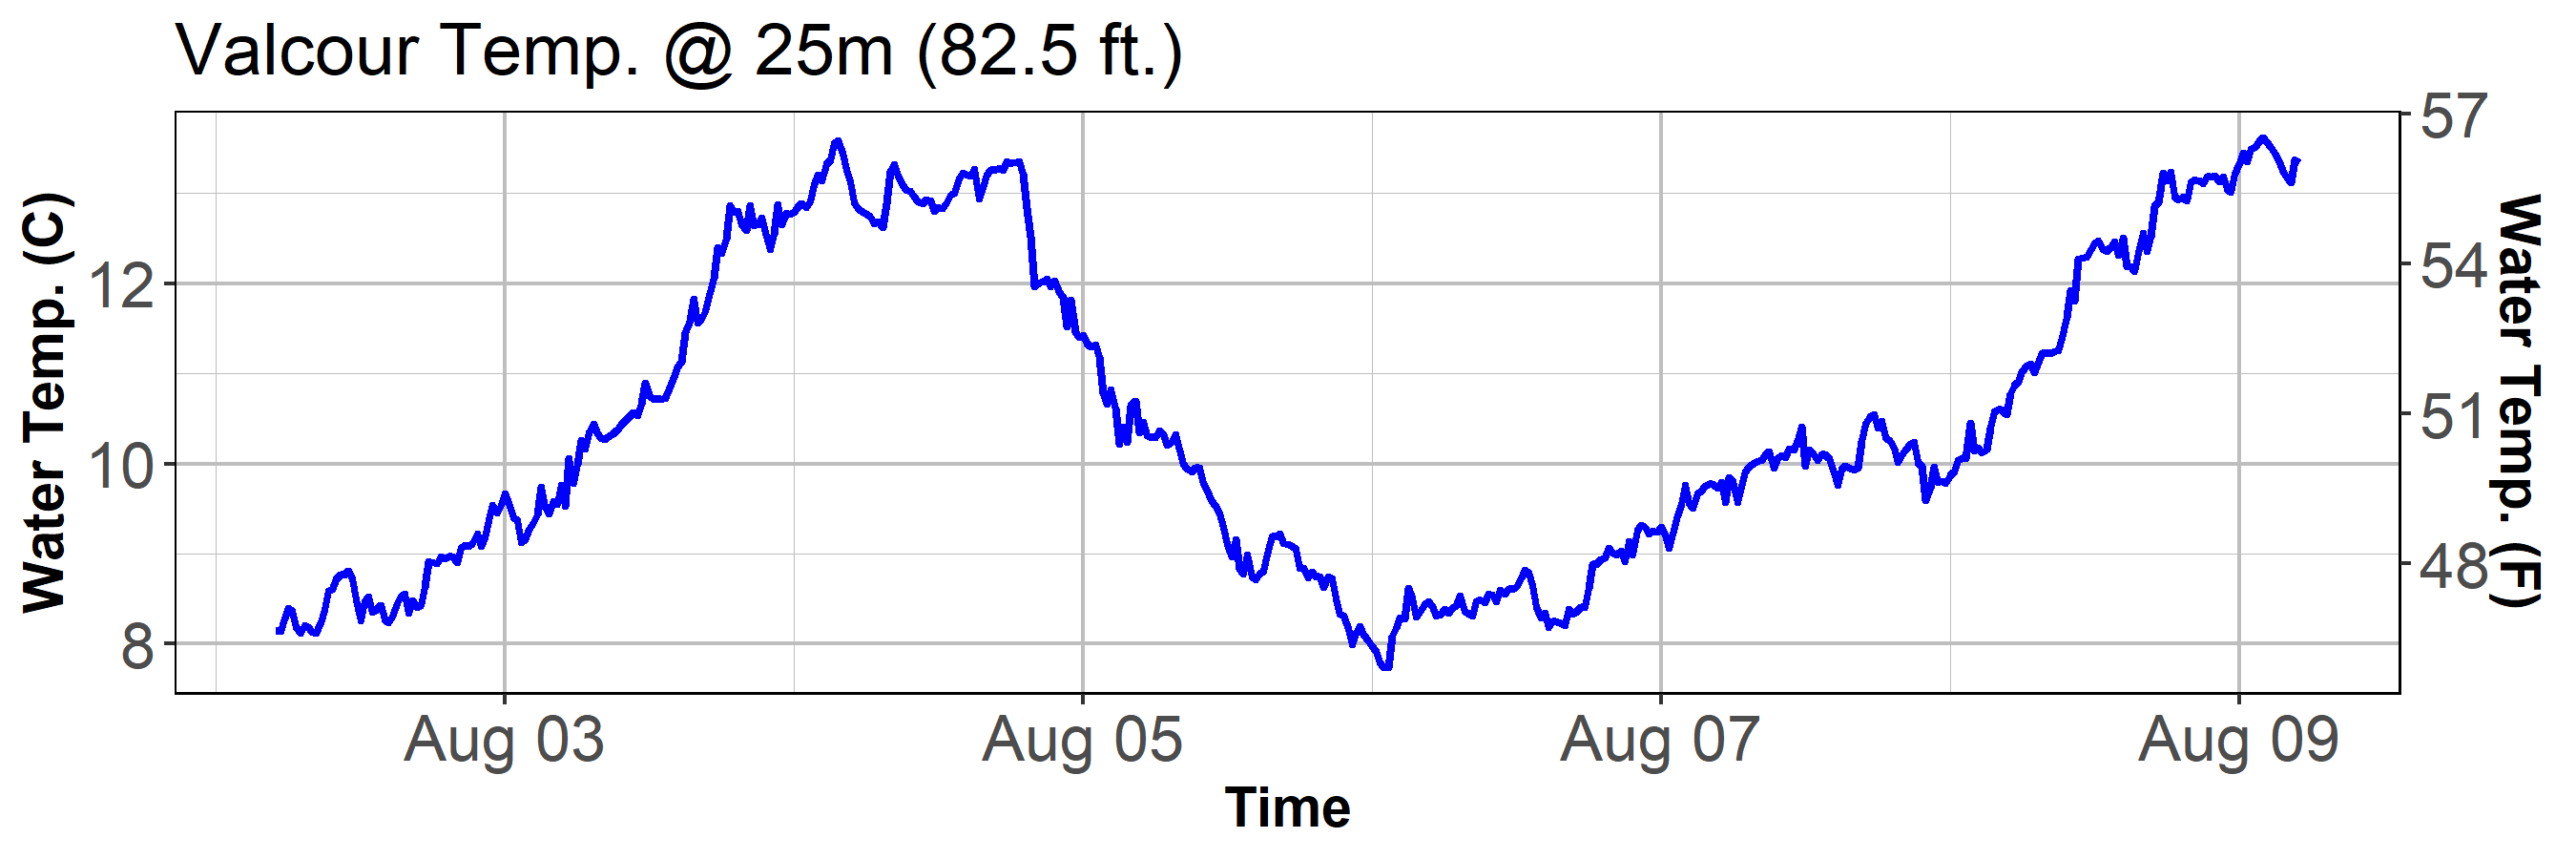 Valcour Temp. @ 25m (82.5 ft.)
Water Temp. (C)
12
10
8
57
54
51
48
Water Temp. (F)
Aug 03
Aug 05
Aug 07
Aug 09
Time